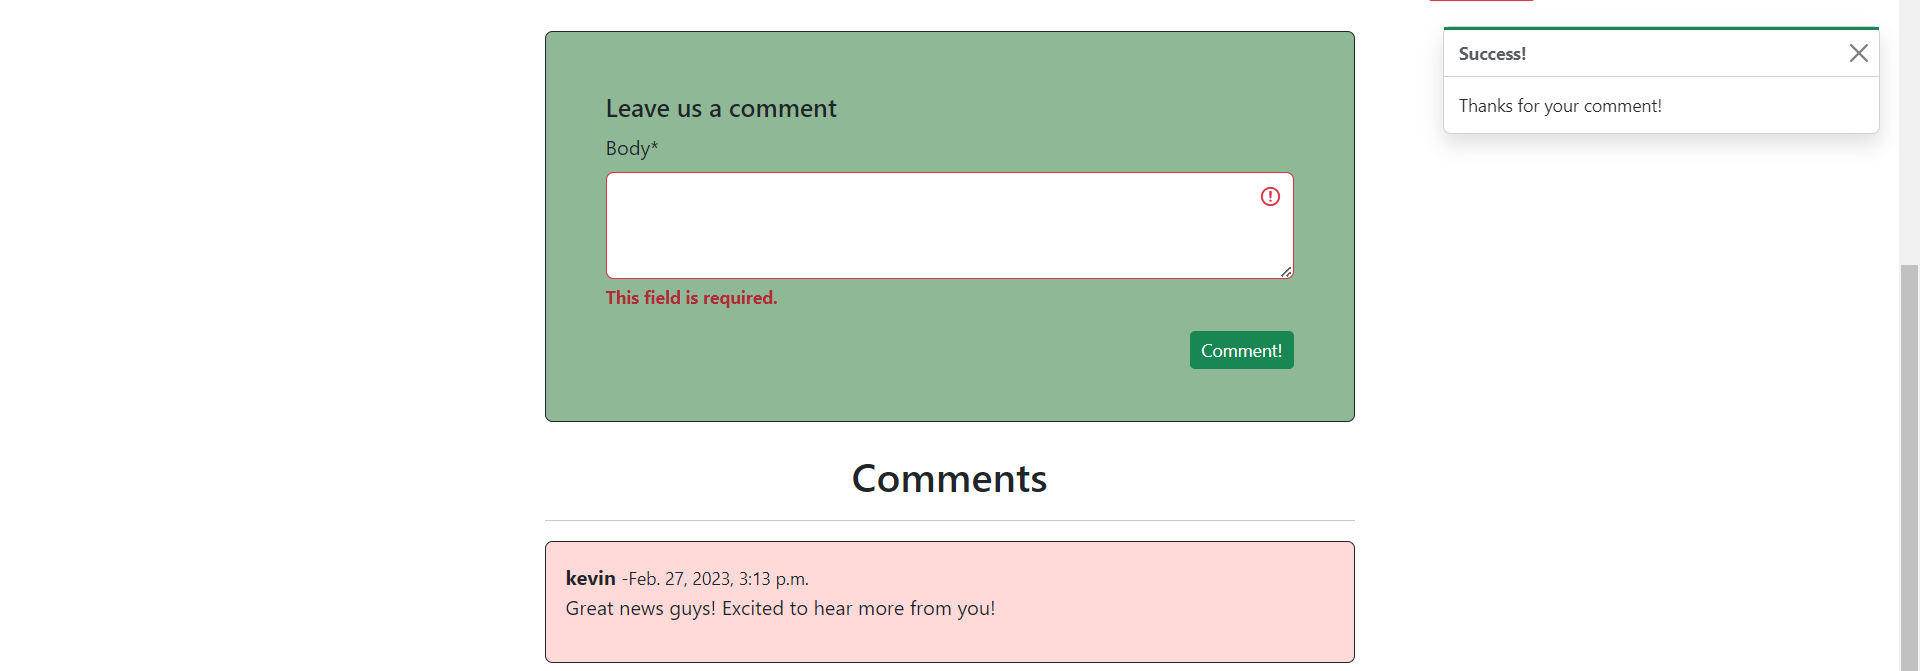 Success!
Thanks for your comment!
Leave us a comment
Body*
This field is required.
Comment!
Comments
kevin -Feb. 27, 2023, 3:13 p.m.
Great news guys! Excited to hear more from you!